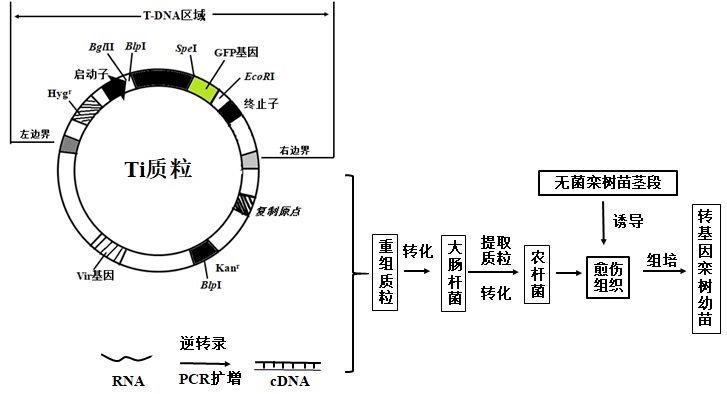 T-DNA区域
BglII
BlpI
SpeI
GFP基因
EcoRI
启动子
终止子
Hygr
左边界
右边界
Ti质粒
复制原点
Vir基因
Kanr
BlpI
RNA
逆转录
PCR扩增
cDNA
重组质粒
转化
大肠杆菌
提取
质粒
转化
农杆菌
无菌栾树苗茎段
诱导
愈伤
组织
组培
转基因栾树幼苗